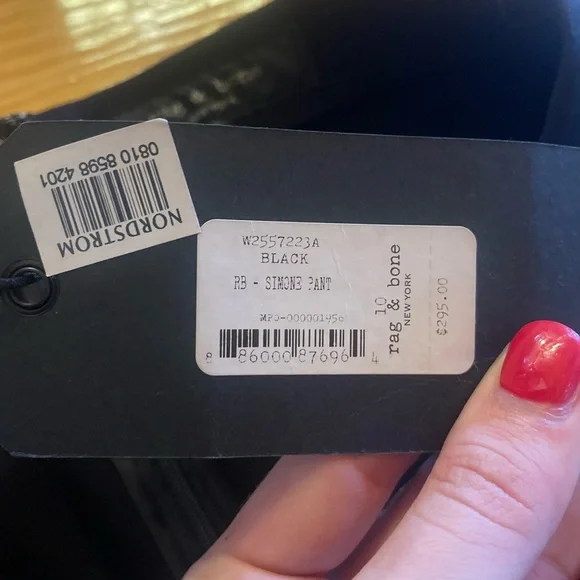 0810 8598 4201
NORDSTROM
W2557223A
BLACK
RB - SIMONE PANT
8 86000 87696 4
10
rag & bone
NEW YORK
$295.00